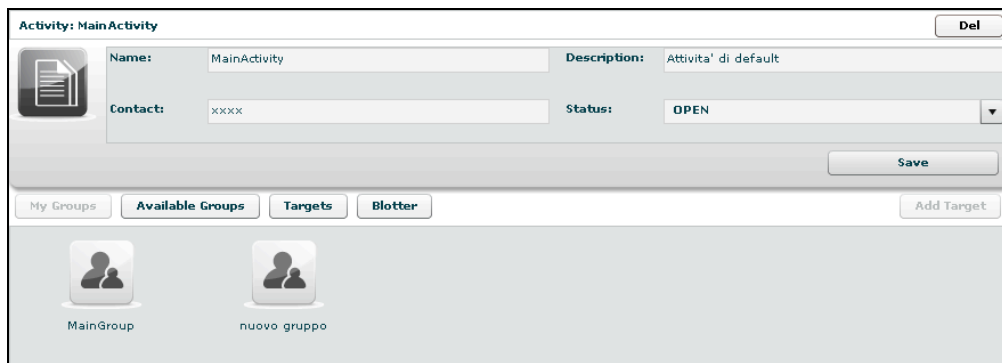 Activity: MainActivity Del
Name: MainActivity Description: Attivita' di default
Contact: xxxx Status: OPEN
Save
My Groups Available Groups Targets Blotter Add Target
MainGroup nuovo gruppo